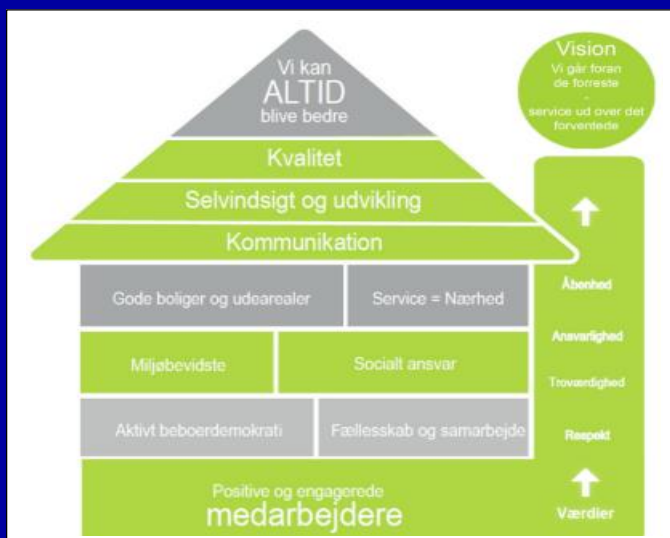 Vi kan
ALTID
blive bedre
Kvalitet
Selvindsigt og udvikling
Kommunikation
Gode boliger og udearealer
Service = Nærhed
Miljøbevidste
Socialt ansvar
Aktivt beboerdemokrati
Fællesskab og samarbejde
Positive og engagerede
medarbejdere
Vision
Vi går foran
de forreste
-
service ud over det
forventede
Åbenhed
Ansvarlighed
Troværdighed
Respekt
Værdier